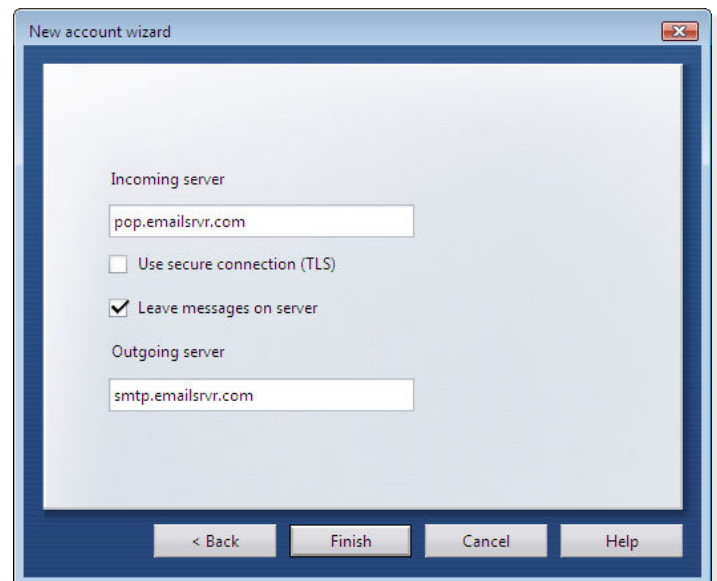 New account wizard
Incoming server
pop.emailsrvr.com
Use secure connection (TLS)
Leave messages on server
Outgoing server
smtp.emailsrvr.com
< Back Finish Cancel Help